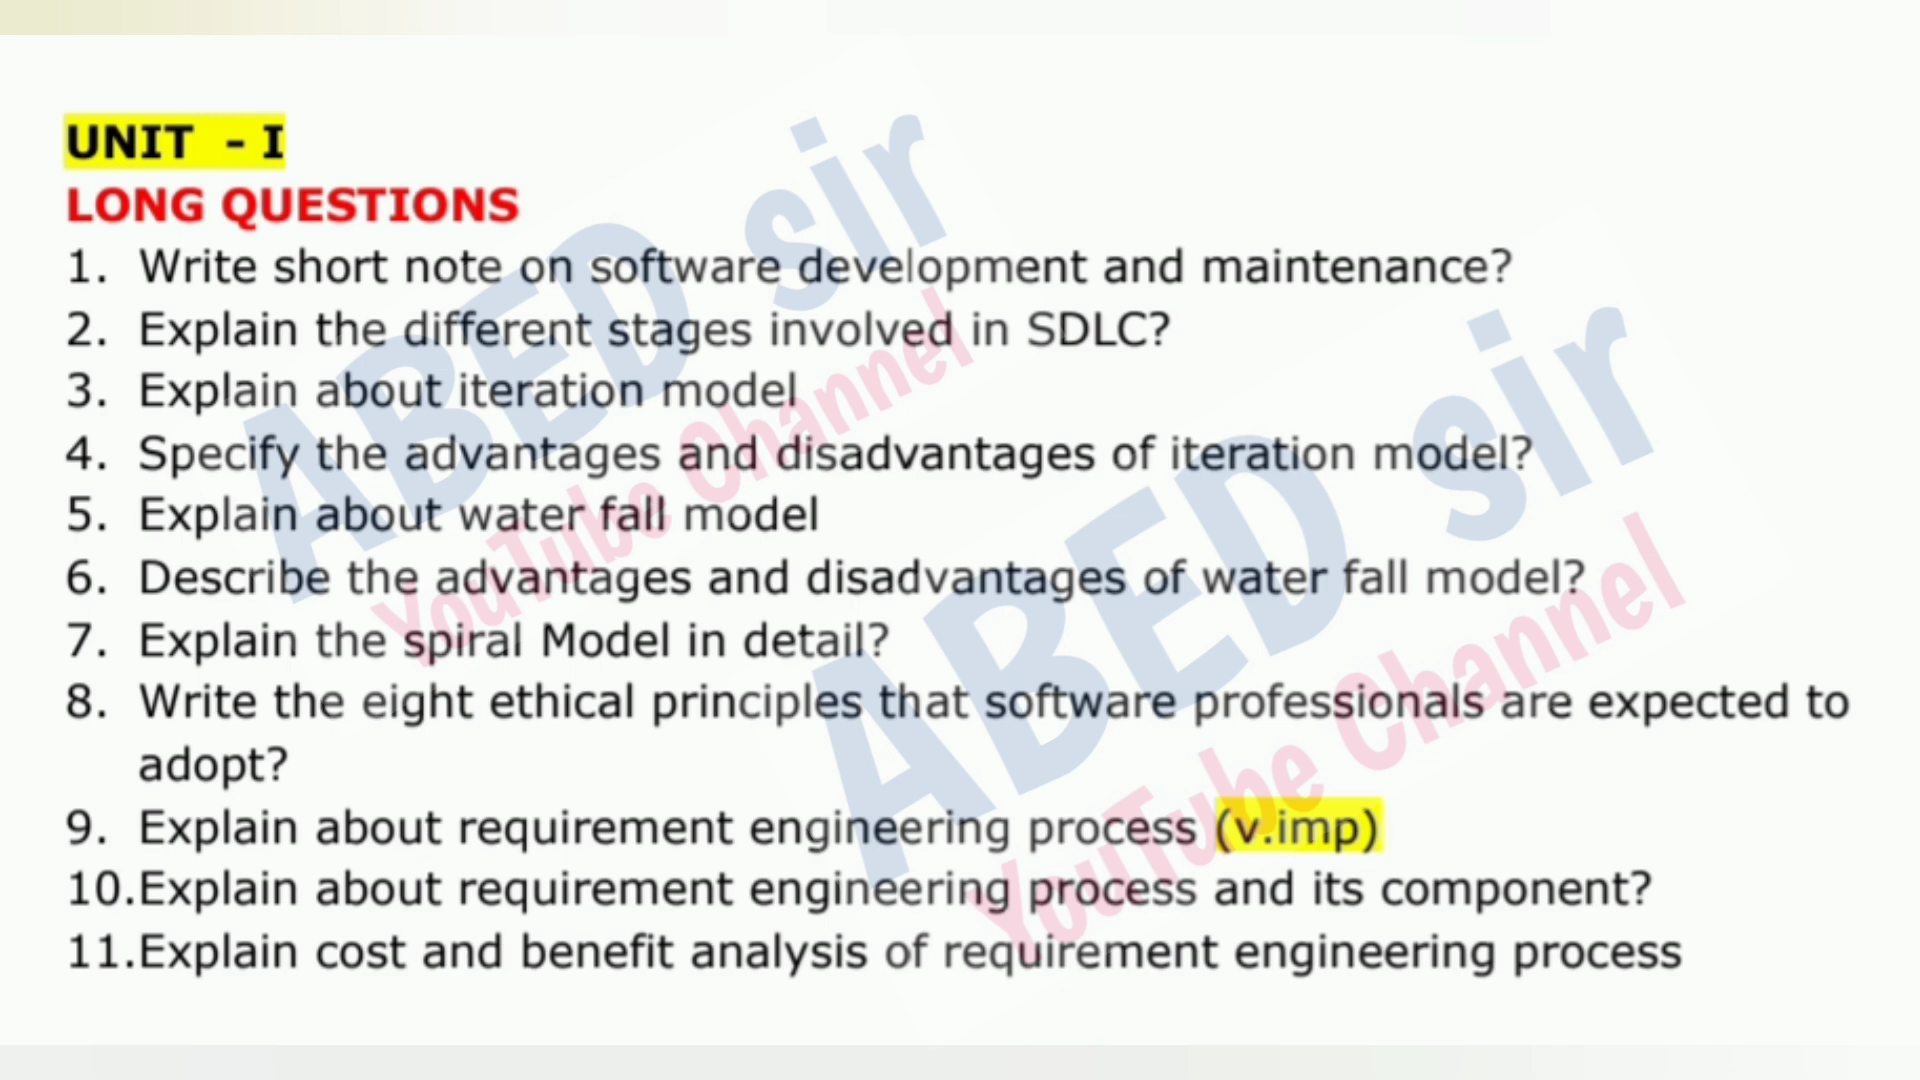 UNIT - I
LONG QUESTIONS
1. Write short note on software development and maintenance?
2. Explain the different stages involved in SDLC?
3. Explain about iteration model
4. Specify the advantages and disadvantages of iteration model?
5. Explain about water fall model
6. Describe the advantages and disadvantages of water fall model?
7. Explain the spiral Model in detail?
8. Write the eight ethical principles that software professionals are expected to
adopt?
9. Explain about requirement engineering process (v.imp)
10.Explain about requirement engineering process and its component?
11.Explain cost and benefit analysis of requirement engineering process
ABED sir
YouTube Channel
ABED sir
YouTube Channel